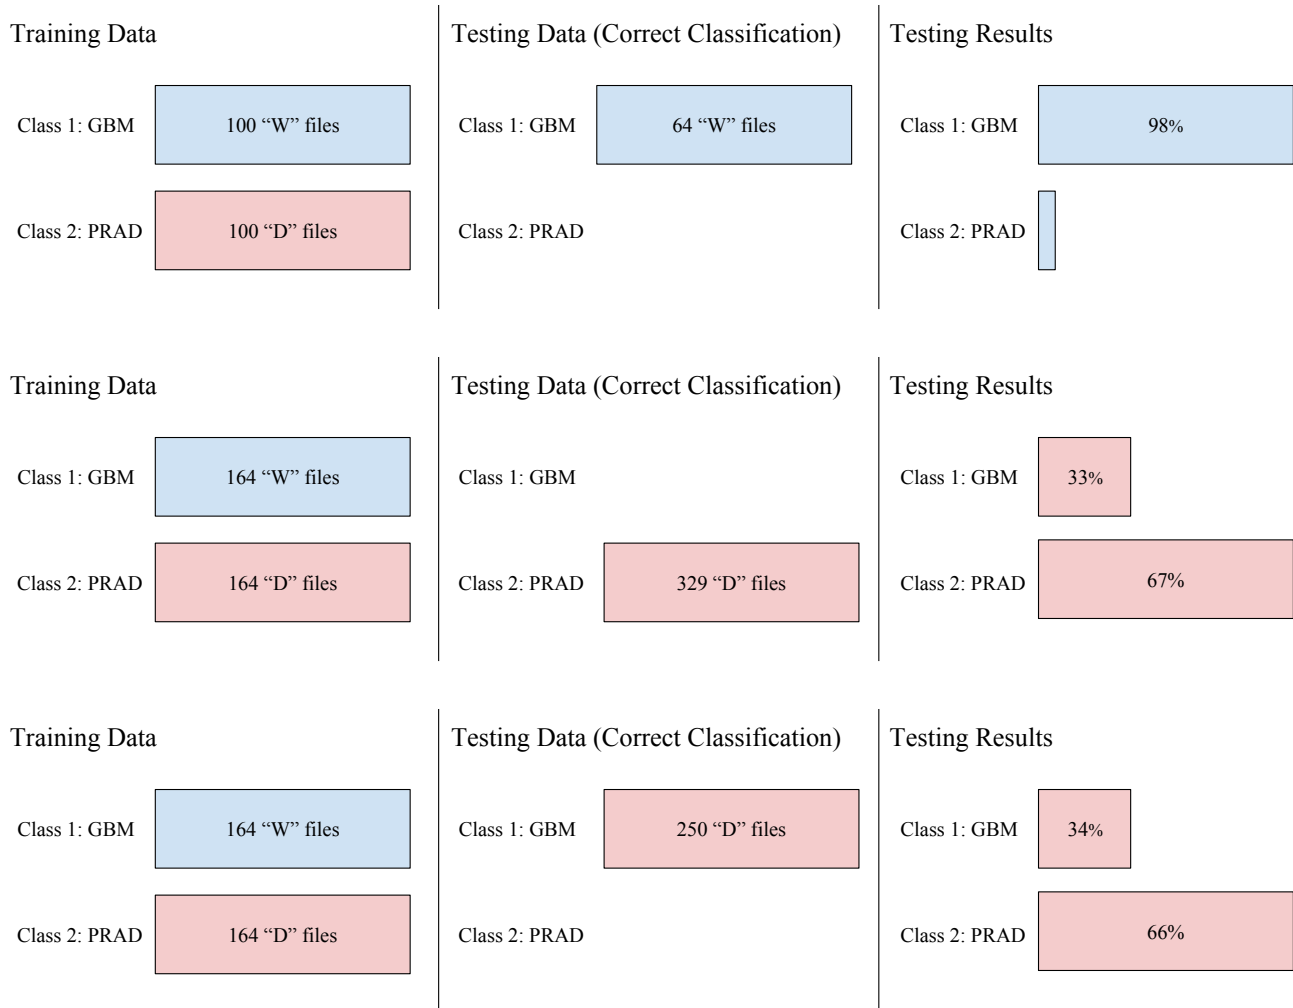 Training Data
Testing Data (Correct Classification)
Testing Results
Class 1: GBM
100 “W” files
Class 1: GBM
64 “W” files
Class 1: GBM
98%
Class 2: PRAD
100 “D” files
Class 2: PRAD
Class 2: PRAD
Training Data
Testing Data (Correct Classification)
Testing Results
Class 1: GBM
164 “W” files
Class 1: GBM
Class 1: GBM
33%
Class 2: PRAD
164 “D” files
Class 2: PRAD
329 “D” files
Class 2: PRAD
67%
Training Data
Testing Data (Correct Classification)
Testing Results
Class 1: GBM
164 “W” files
Class 1: GBM
250 “D” files
Class 1: GBM
34%
Class 2: PRAD
164 “D” files
Class 2: PRAD
Class 2: PRAD
66%